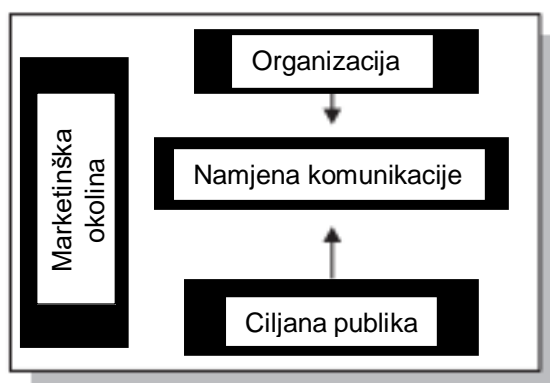 Organizacija
Marketinška
okolina
Namjena komunikacije
Ciljana publika